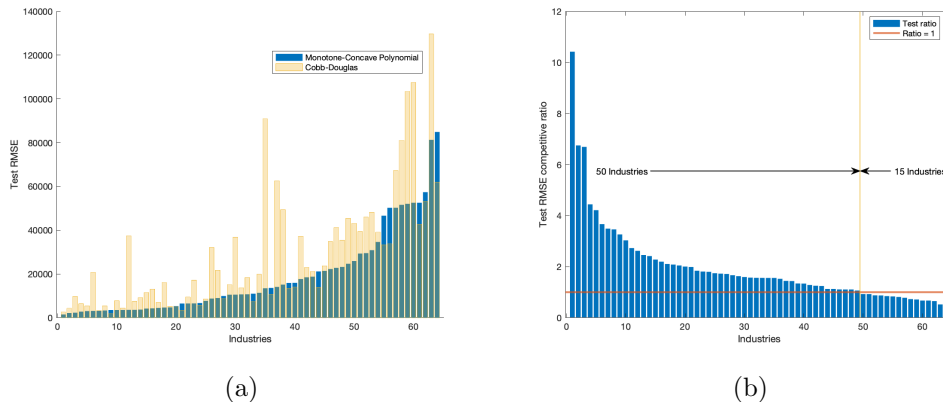 140000
120000
100000
80000
60000
40000
20000
0
Test RMSE
0 10 20 30 40 50 60
Industries
Monotone-Concave Polynomial
Cobb-Douglas
(a)
12
10
8
6
4
2
0
Test RMSE competitive ratio
0 10 20 30 40 50 60
Industries
Test ratio
Ratio = 1
50 Industries
15 Industries
(b)